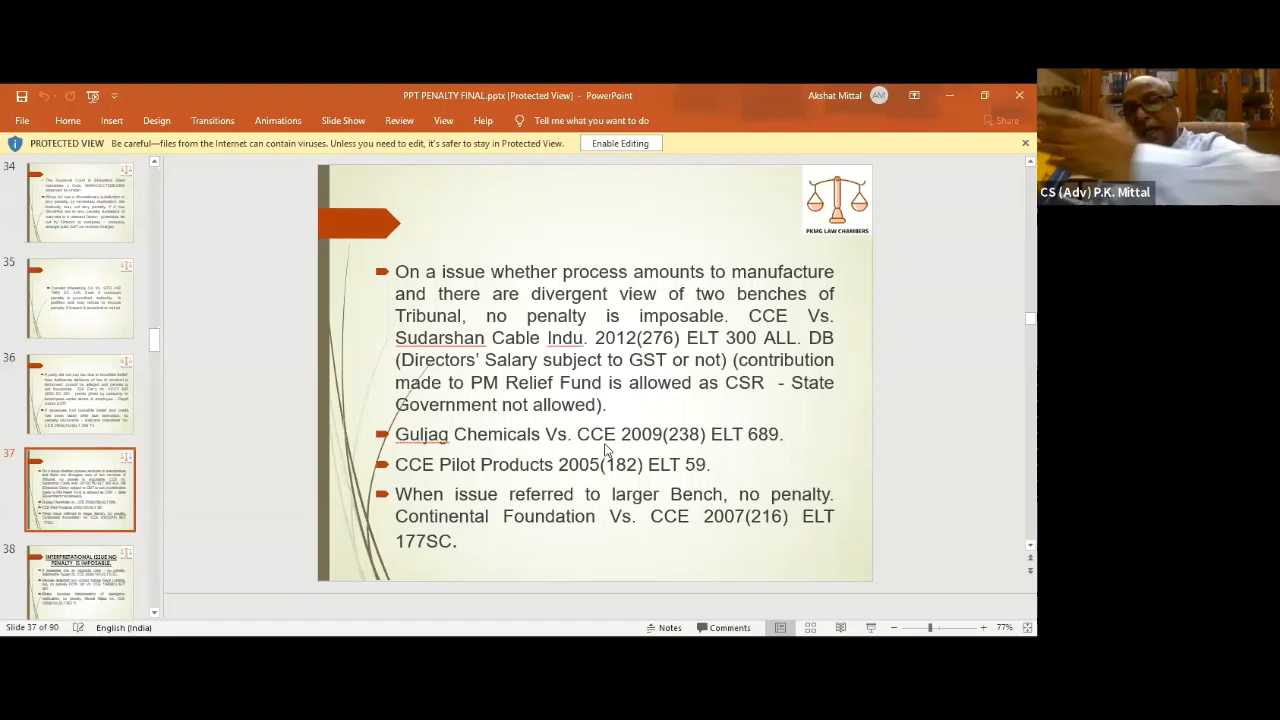 PPT PENALTY FINAL.pptx [Protected View] - PowerPoint
Akshat Mittal AM
File Home Insert Design Transitions Animations Slide Show Review View Help Tell me what you want to do Share
PROTECTED VIEW Be careful—files from the Internet can contain viruses. Unless you need to edit, it's safer to stay in Protected View. Enable Editing
CS (Adv) P.K. Mittal
34
35
36
37
38
INTERPRETATIONAL ISSUE NO
PENALTY IS IMPOSABLE.
PKMG LAW CHAMBERS
On a issue whether process amounts to manufacture
and there are divergent view of two benches of
Tribunal, no penalty is imposable. CCE Vs.
Sudarshan Cable Indu. 2012(276) ELT 300 ALL. DB
(Directors' Salary subject to GST or not) (contribution
made to PM Relief Fund is allowed as CSR - State
Government not allowed).
Guljag Chemicals Vs. CCE 2009(238) ELT 689.
CCE Pilot Products 2005(182) ELT 59.
When issue referred to larger Bench, no penalty.
Continental Foundation Vs. CCE 2007(216) ELT
177SC.
Slide 37 of 90 English (India) Notes Comments 77%